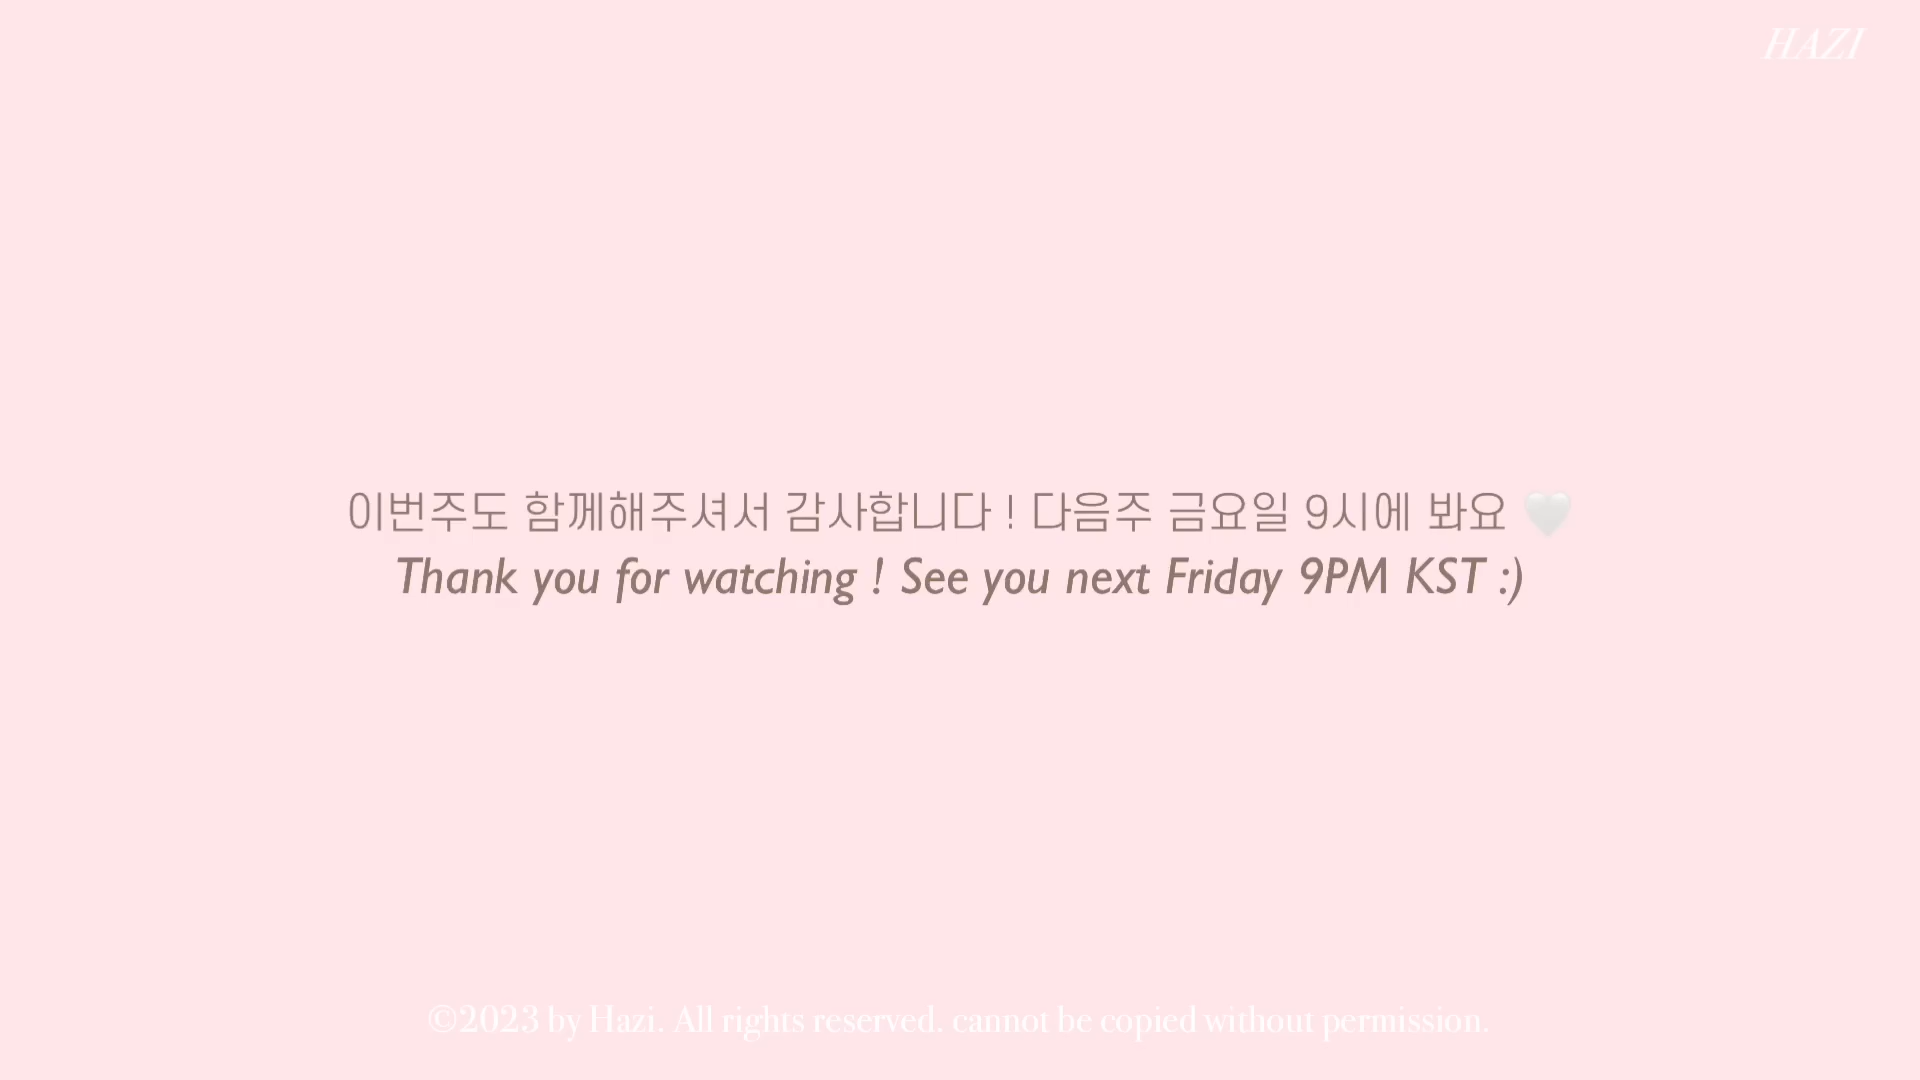 HAZI
이번주도 함께해주셔서 감사합니다 ! 다음주 금요일 9시에 봐요 🤍
Thank you for watching ! See you next Friday 9PM KST :)
©2023 by Hazi. All rights reserved. cannot be copied without permission.